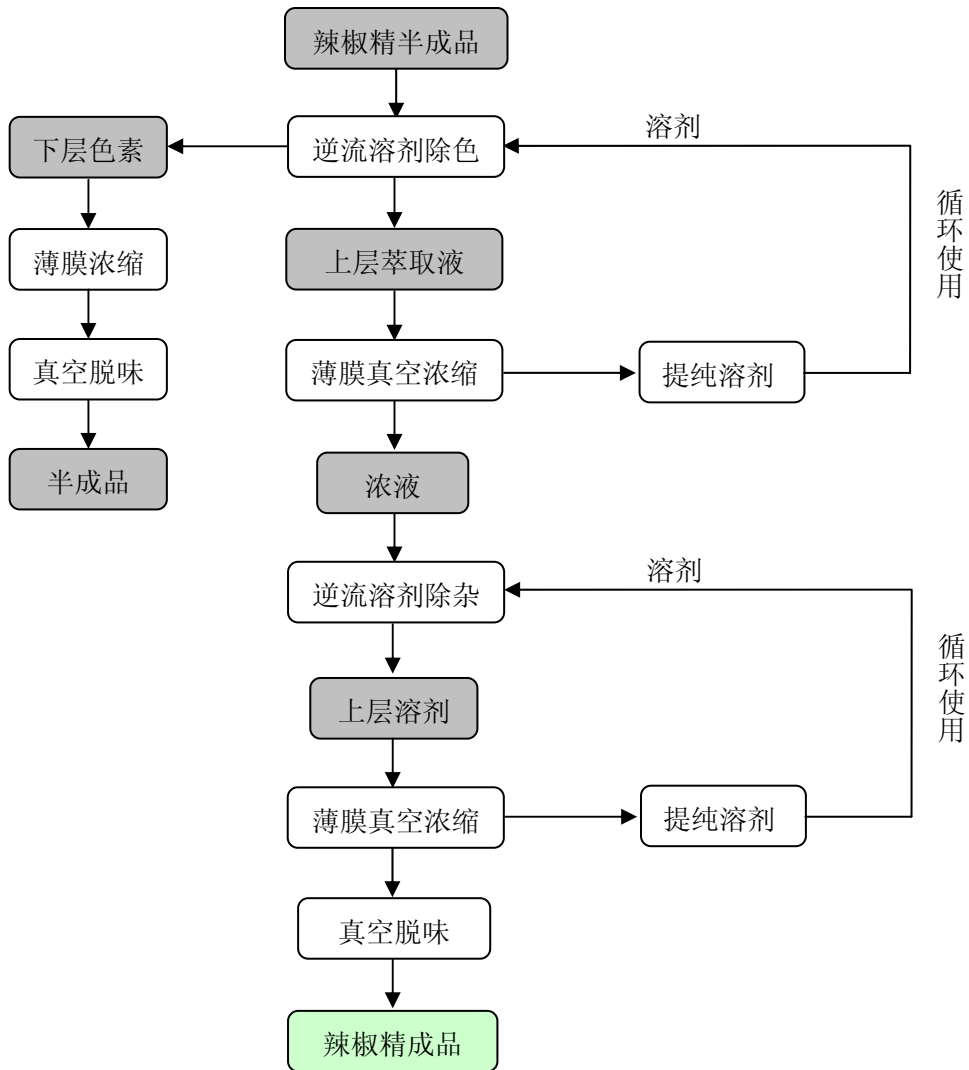 辣椒精半成品
溶剂
下层色素
逆流溶剂除色
循环使用
薄膜浓缩
上层萃取液
真空脱味
薄膜真空浓缩
提纯溶剂
半成品
浓液
溶剂
逆流溶剂除杂
循环使用
上层溶剂
薄膜真空浓缩
提纯溶剂
真空脱味
辣椒精成品